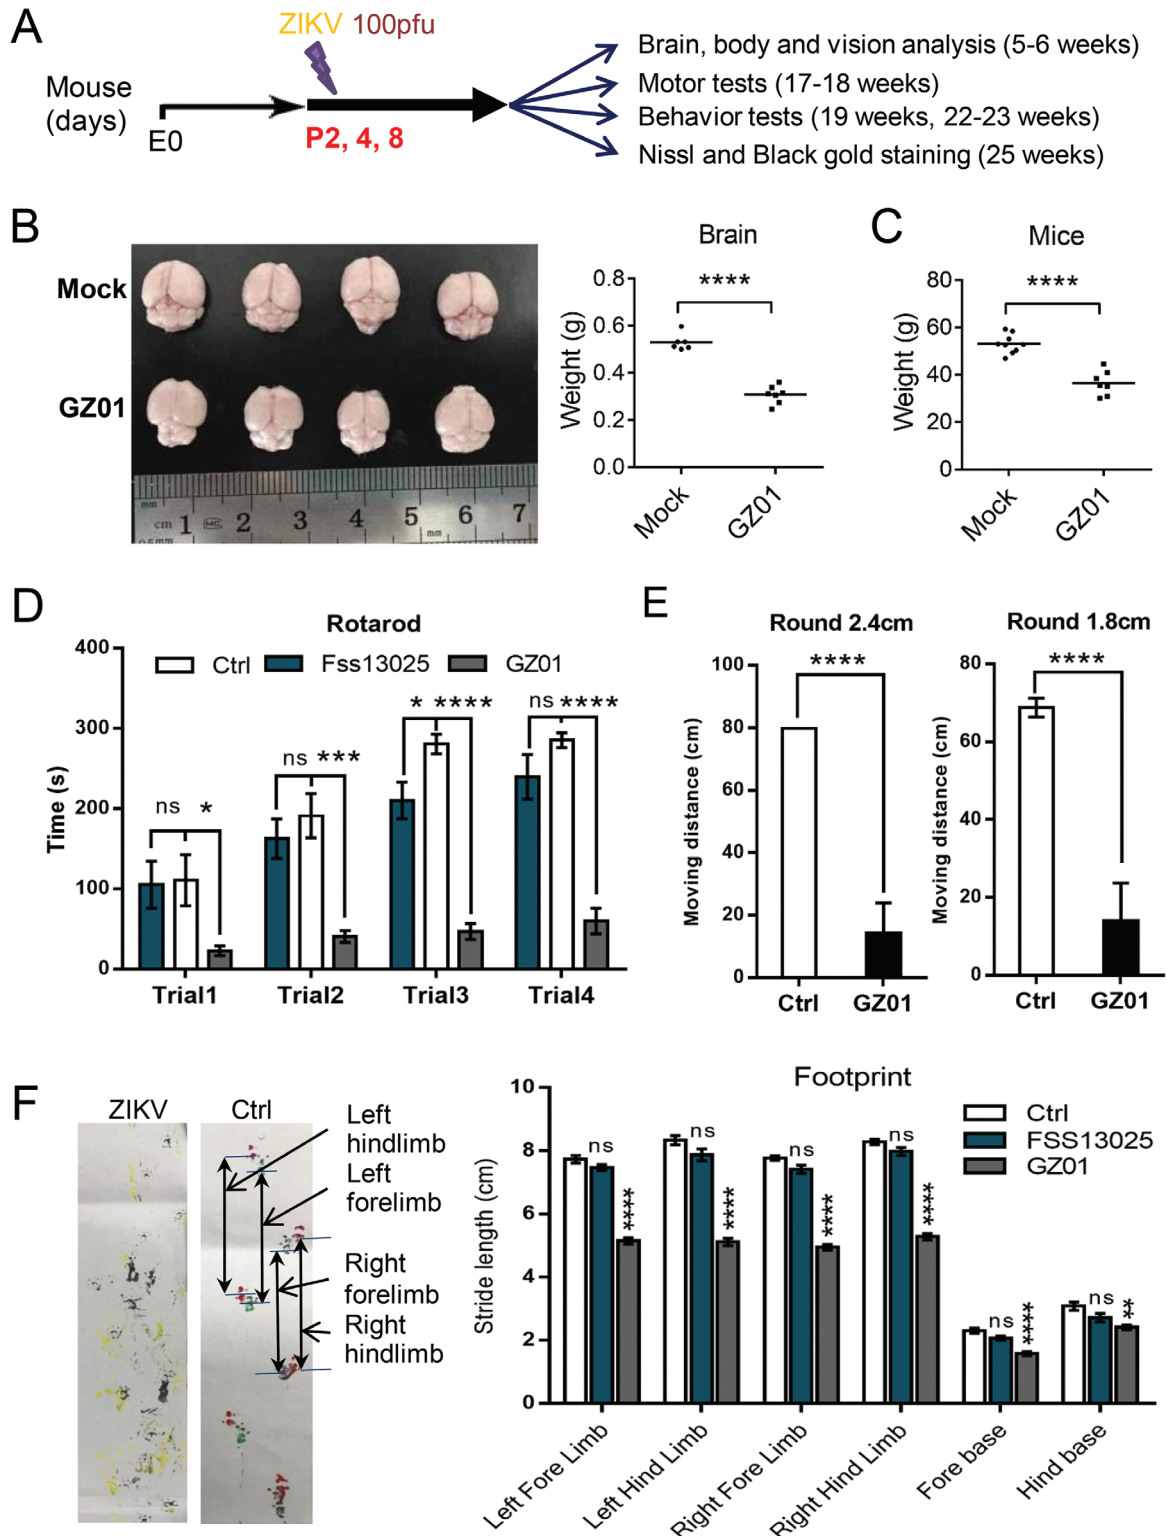 A
ZIKV 100pfu
Mouse
(days)
E0
P2, 4, 8
Brain, body and vision analysis (5-6 weeks)
Motor tests (17-18 weeks)
Behavior tests (19 weeks, 22-23 weeks)
Nissl and Black gold staining (25 weeks)
B
Mock
GZ01
mm
cm 1 MC 2 3 4 5 mm 6 7
0.5mm
Brain
****
Weight (g)
0.8
0.6
0.4
0.2
0.0
Mock
GZ01
C
Mice
****
Weight (g)
80
60
40
20
0
Mock
GZ01
D
Rotarod
Ctrl
Fss13025
GZ01
Time (s)
400
300
200
100
0
ns *
ns ***
* ****
ns ****
Trial1
Trial2
Trial3
Trial4
E
Round 2.4cm
****
Moving distance (cm)
100
80
60
40
20
0
Ctrl
GZ01
Round 1.8cm
****
Moving distance (cm)
80
60
40
20
0
Ctrl
GZ01
F
ZIKV
Ctrl
Left
hindlimb
Left
forelimb
Right
forelimb
Right
hindlimb
Footprint
Ctrl
FSS13025
GZ01
Stride length (cm)
10
8
6
4
2
0
ns ****
ns ****
ns ****
ns ****
ns ****
ns **
Left Fore Limb
Left Hind Limb
Right Fore Limb
Right Hind Limb
Fore base
Hind base